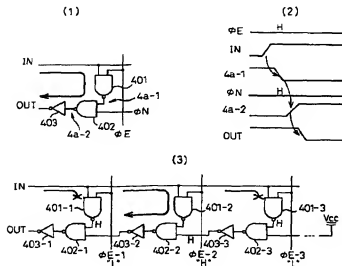 (1)
(2)
IN
401
4a-1
OUT
403
4a-2
402
φN
φE
φE
H
IN
4a-1
φN
H
4a-2
OUT
(3)
IN
401-1
401-2
401-3
H
H
Vcc
OUT
H
403-1
402-1
403-2
402-2
403-3
402-3
φE-1
φE-2
φE-3
"L"
"H"
"L"